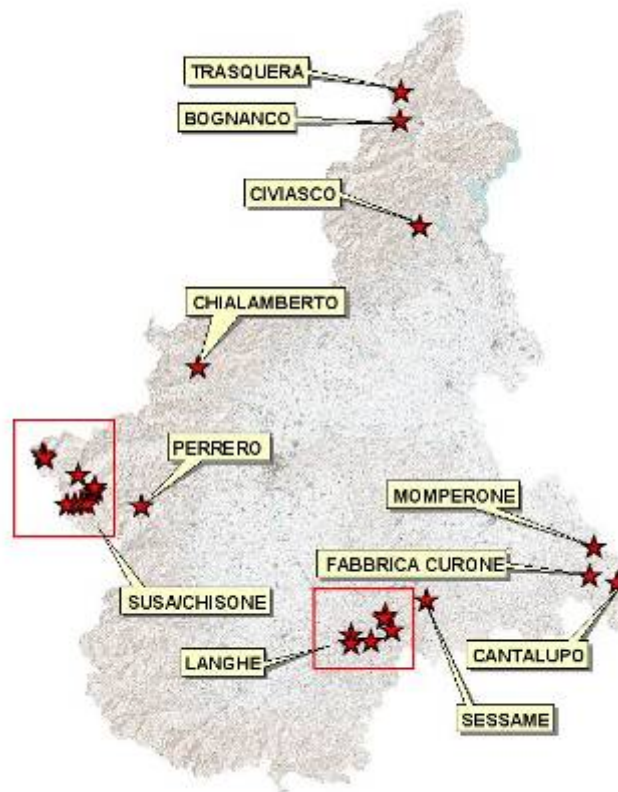 TRASQUERA
BOGNANCO
CIVIASCO
CHIALAMBERTO
PERRERO
MOMPERONE
FABBRICA CURONE
SUSA/CHISONE
LANGHE
CANTALUPO
SESSAME